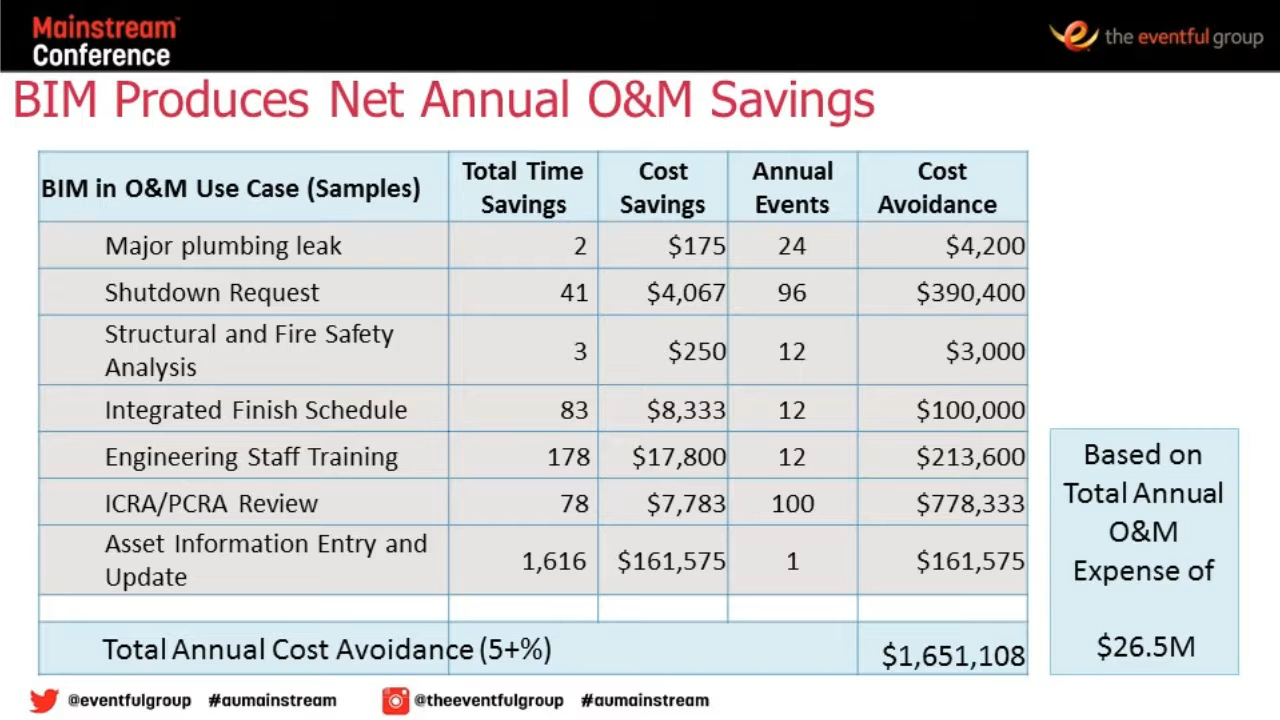 Mainstream™
Conference
the eventful group
BIM Produces Net Annual O&M Savings
BIM in O&M Use Case (Samples) Total Time Savings Cost Savings Annual Events Cost Avoidance
Major plumbing leak 2 $175 24 $4,200
Shutdown Request 41 $4,067 96 $390,400
Structural and Fire Safety
Analysis 3 $250 12 $3,000
Integrated Finish Schedule 83 $8,333 12 $100,000
Engineering Staff Training 178 $17,800 12 $213,600
ICRA/PCRA Review 78 $7,783 100 $778,333
Asset Information Entry and
Update 1,616 $161,575 1 $161,575
Total Annual Cost Avoidance (5+%) $1,651,108
Based on
Total Annual
O&M
Expense of
$26.5M
@eventfulgroup #aumainstream @theeventfulgroup #aumainstream